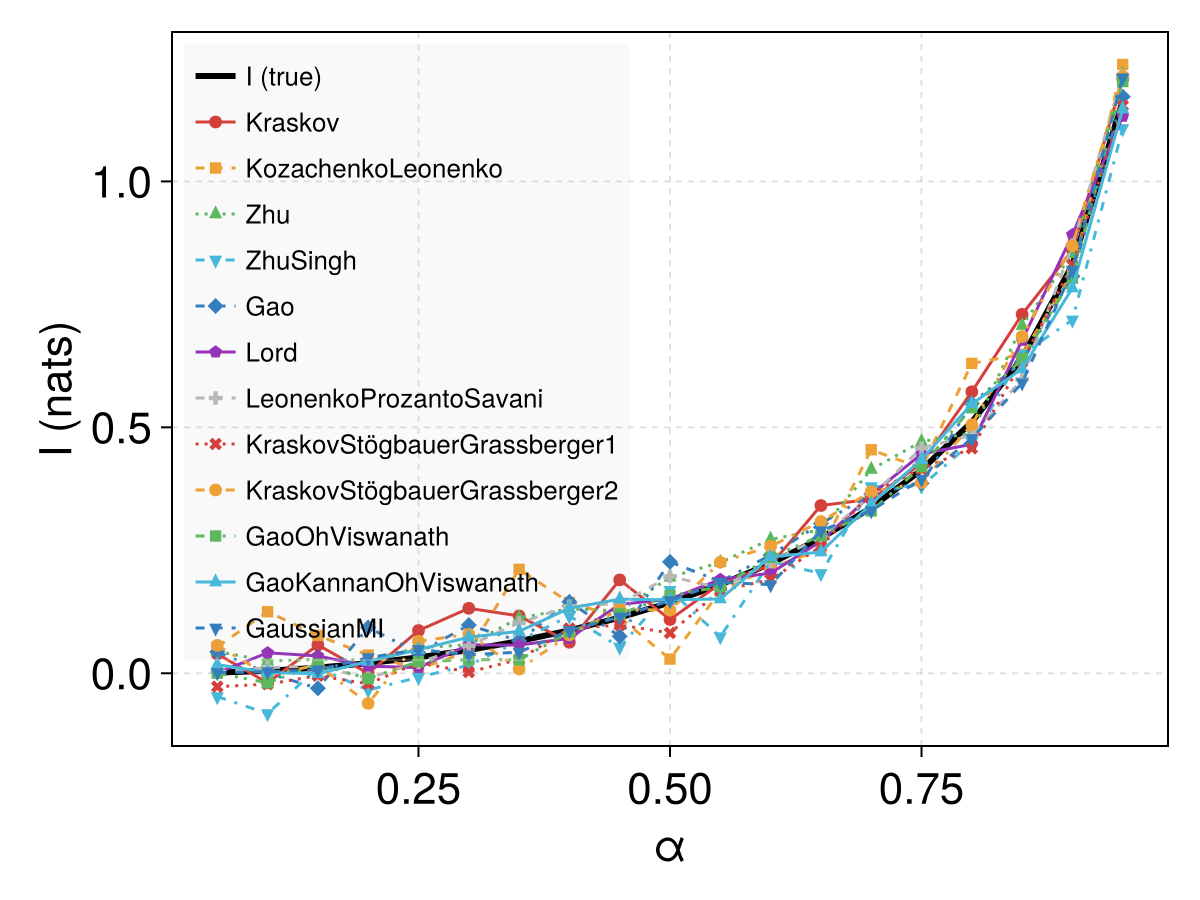 I (true)
Kraskov
KozachenkoLeonenko
Zhu
ZhuSingh
Gao
Lord
LeonenkoProzantoSavani
KraskovStögbauerGrassberger1
KraskovStögbauerGrassberger2
GaoOhViswanath
GaoKannanOhViswanath
GaussianMI
I (nats)
1.0
0.5
0.0
0.25 0.50 0.75
α